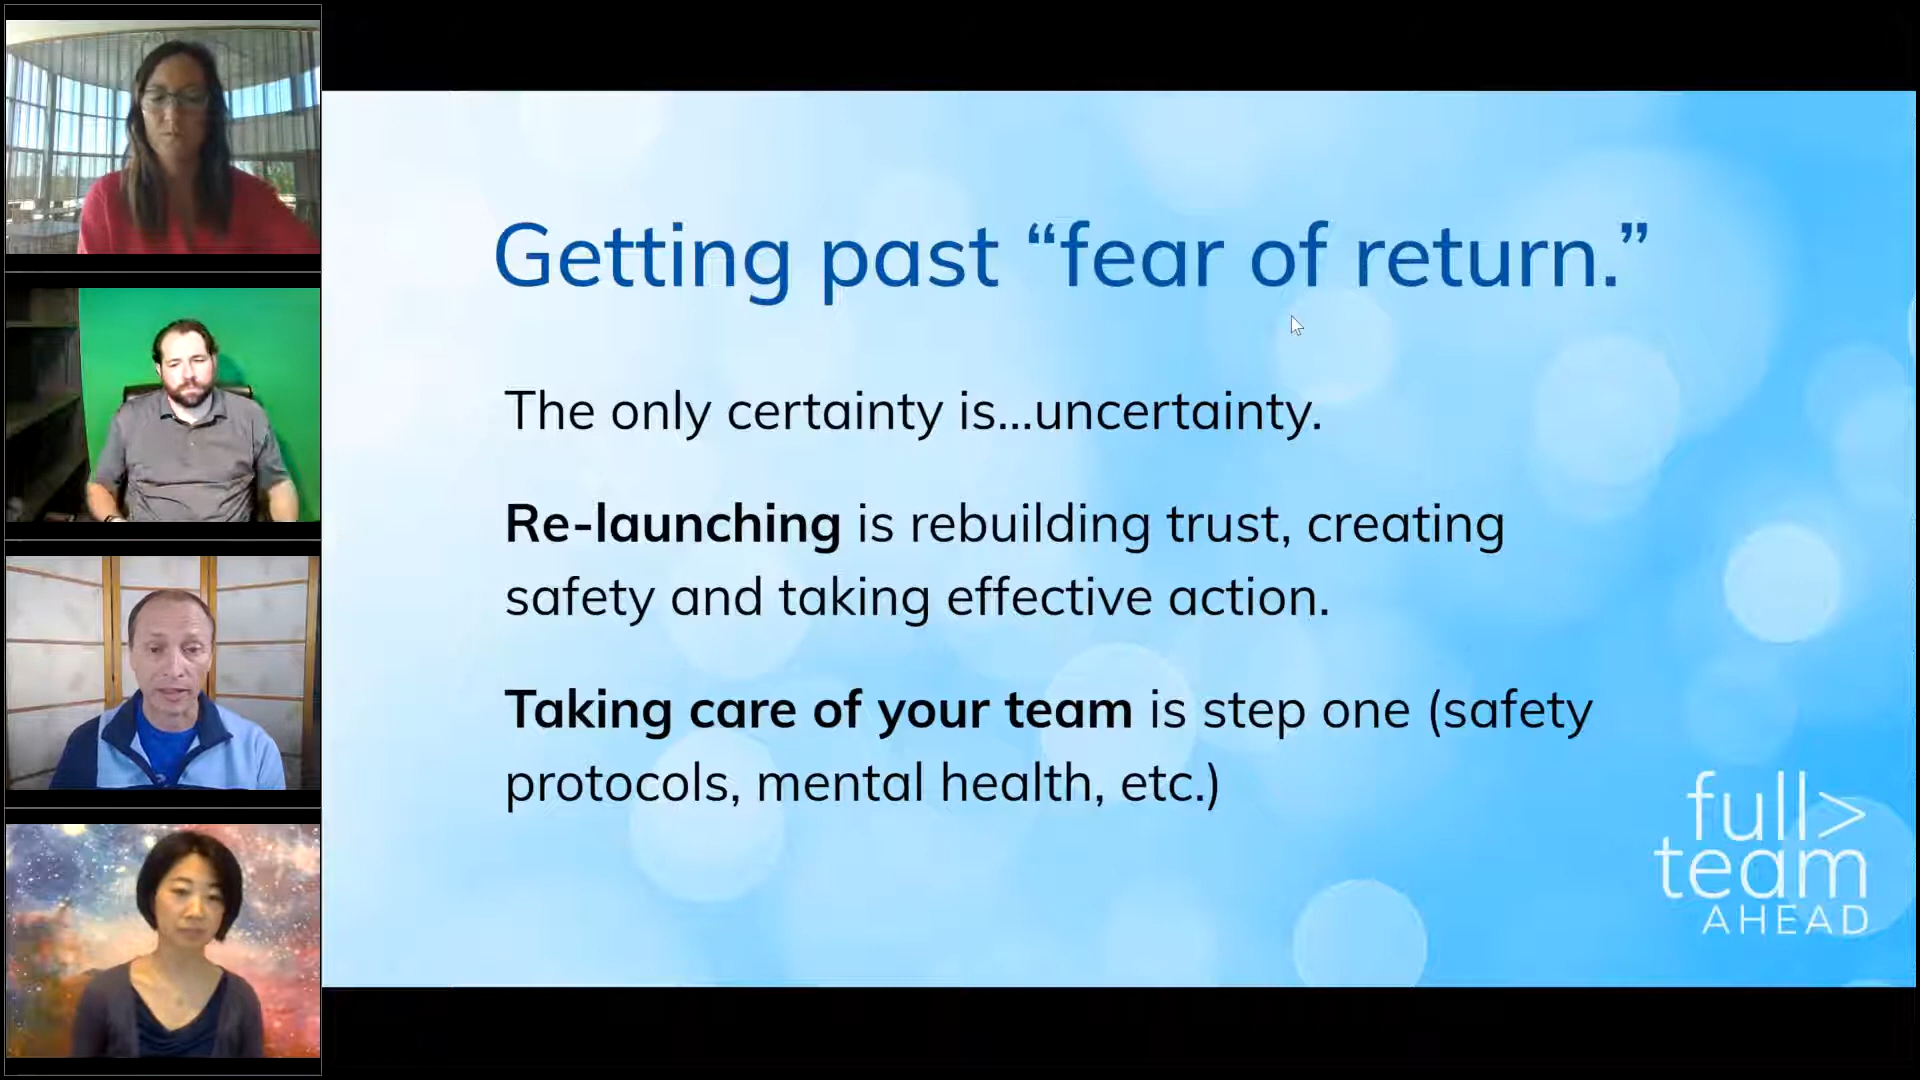 Getting past “fear of return.”
The only certainty is...uncertainty.
Re-launching is rebuilding trust, creating
safety and taking effective action.
Taking care of your team is step one (safety
protocols, mental health, etc.)
full>
team
AHEAD